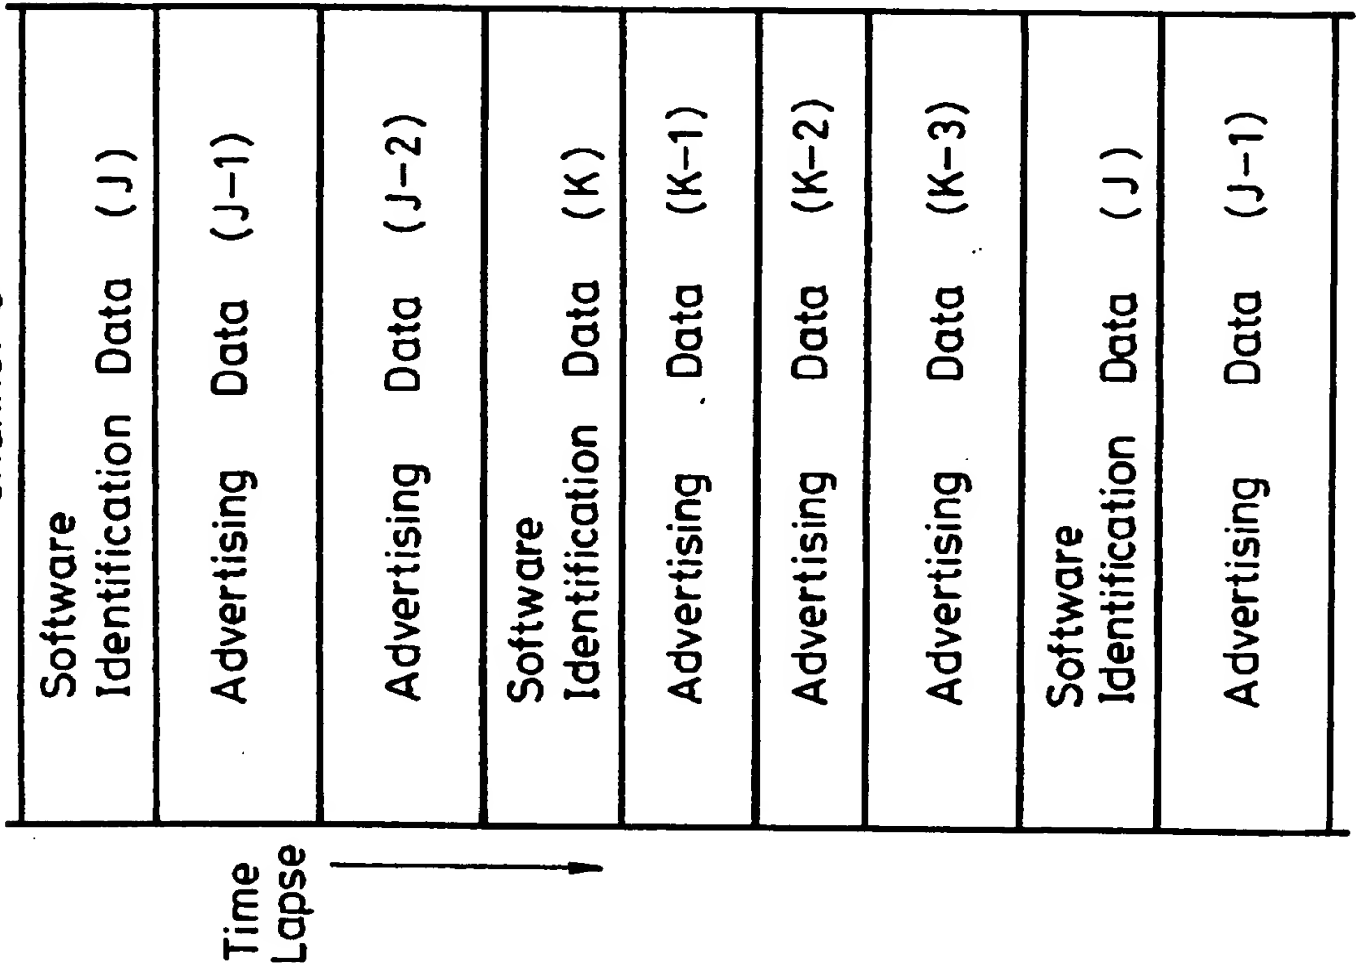 Software
Identification Data (J)
Advertising Data (J-1)
Advertising Data (J-2)
Software
Identification Data (K)
Advertising Data (K-1)
Advertising Data (K-2)
Advertising Data (K-3)
Software
Identification Data (J)
Advertising Data (J-1)
Time
Lapse